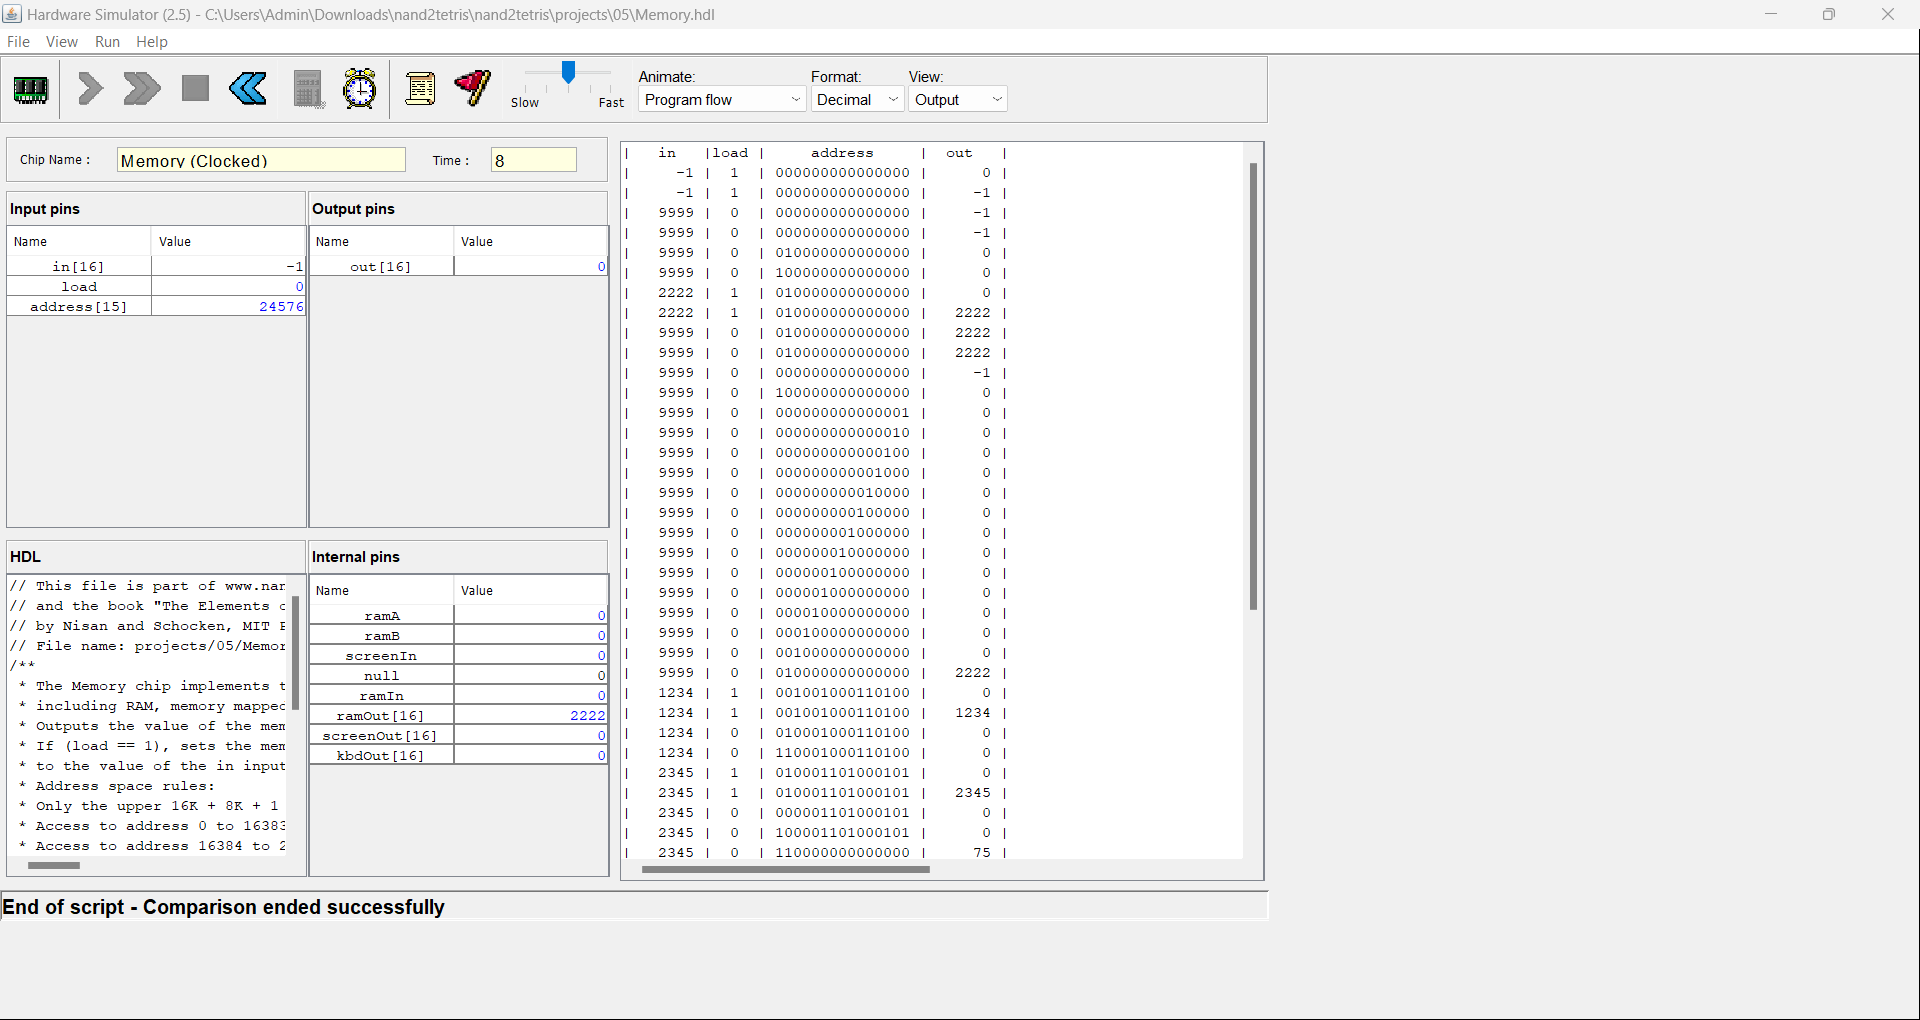 Hardware Simulator (2.5) - C:\Users\Admin\Downloads\nand2tetris\nand2tetris\projects\05\Memory.hdl
File View Run Help
Slow Fast
Animate: Format: View:
Program flow Decimal Output
Chip Name : Memory (Clocked) Time : 8
Input pins
Name Value
in[16] -1
load 0
address[15] 24576
Output pins
Name Value
out[16] 0
HDL
// This file is part of www.nan
// and the book "The Elements o
// by Nisan and Schocken, MIT P
// File name: projects/05/Memor
/**
* The Memory chip implements t
* including RAM, memory mapped
* Outputs the value of the mem
* If (load == 1), sets the mem
* to the value of the in input
* Address space rules:
* Only the upper 16K + 8K + 1
* Access to address 0 to 16383
* Access to address 16384 to 2
Internal pins
Name Value
ramA 0
ramB 0
screenIn 0
null 0
ramIn 0
ramOut[16] 2222
screenOut[16] 0
kbdOut[16] 0
| in |load | address | out |
| -1 | 1 | 000000000000000 | 0 |
| -1 | 1 | 000000000000000 | -1 |
| 9999 | 0 | 000000000000000 | -1 |
| 9999 | 0 | 000000000000000 | -1 |
| 9999 | 0 | 010000000000000 | 0 |
| 9999 | 0 | 100000000000000 | 0 |
| 2222 | 1 | 010000000000000 | 0 |
| 2222 | 1 | 010000000000000 | 2222 |
| 9999 | 0 | 010000000000000 | 2222 |
| 9999 | 0 | 010000000000000 | 2222 |
| 9999 | 0 | 000000000000000 | -1 |
| 9999 | 0 | 100000000000000 | 0 |
| 9999 | 0 | 000000000000001 | 0 |
| 9999 | 0 | 000000000000010 | 0 |
| 9999 | 0 | 000000000000100 | 0 |
| 9999 | 0 | 000000000001000 | 0 |
| 9999 | 0 | 000000000010000 | 0 |
| 9999 | 0 | 000000000100000 | 0 |
| 9999 | 0 | 000000001000000 | 0 |
| 9999 | 0 | 000000010000000 | 0 |
| 9999 | 0 | 000000100000000 | 0 |
| 9999 | 0 | 000001000000000 | 0 |
| 9999 | 0 | 000010000000000 | 0 |
| 9999 | 0 | 000100000000000 | 0 |
| 9999 | 0 | 001000000000000 | 0 |
| 9999 | 0 | 010000000000000 | 2222 |
| 1234 | 1 | 001001000110100 | 0 |
| 1234 | 1 | 001001000110100 | 1234 |
| 1234 | 0 | 010001000110100 | 0 |
| 1234 | 0 | 110001000110100 | 0 |
| 2345 | 1 | 010001101000101 | 0 |
| 2345 | 1 | 010001101000101 | 2345 |
| 2345 | 0 | 000001101000101 | 0 |
| 2345 | 0 | 100001101000101 | 0 |
| 2345 | 0 | 110000000000000 | 75 |
End of script - Comparison ended successfully